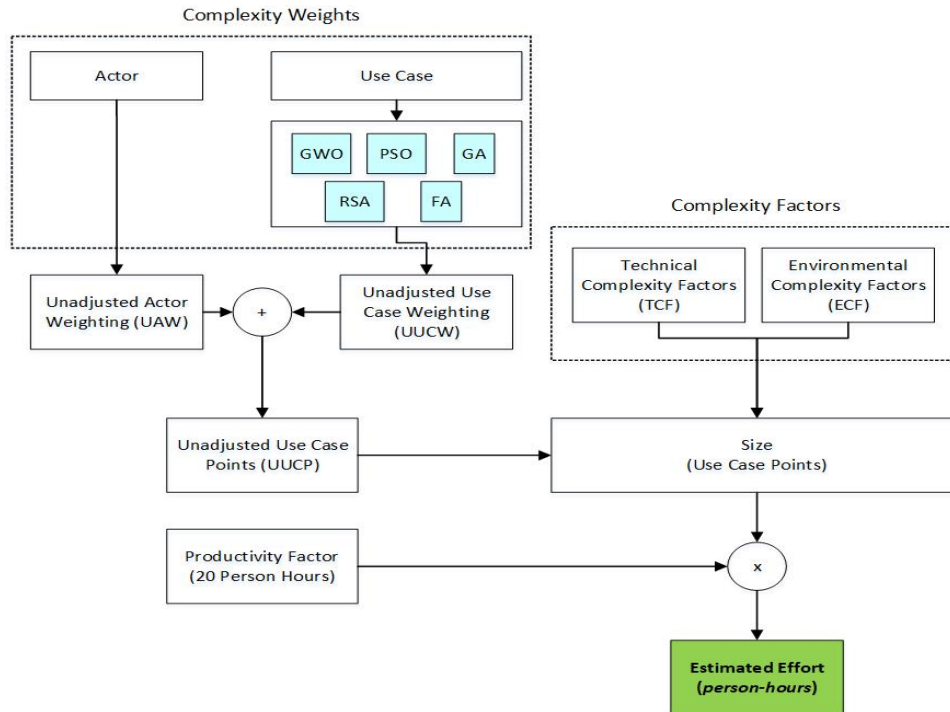 Complexity Weights
Actor
Use Case
GWO
PSO
GA
RSA
FA
Complexity Factors
Technical
Complexity Factors
(TCF)
Environmental
Complexity Factors
(ECF)
Unadjusted Actor
Weighting (UAW)
+
Unadjusted Use
Case Weighting
(UUCW)
Unadjusted Use Case
Points (UUCP)
Size
(Use Case Points)
Productivity Factor
(20 Person Hours)
x
Estimated Effort
(person-hours)